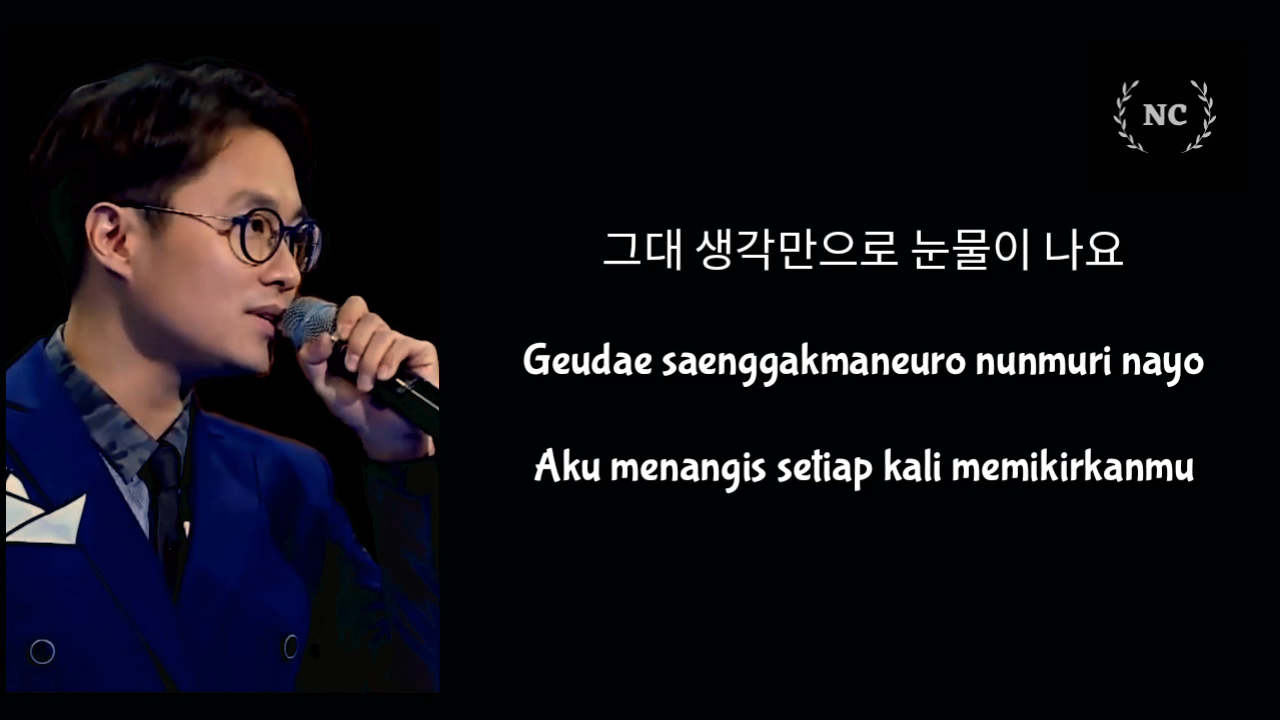 NC
그대 생각만으로 눈물이 나요
Geudae saenggakmaneuro nunmuri nayo
Aku menangis setiap kali memikirkanmu